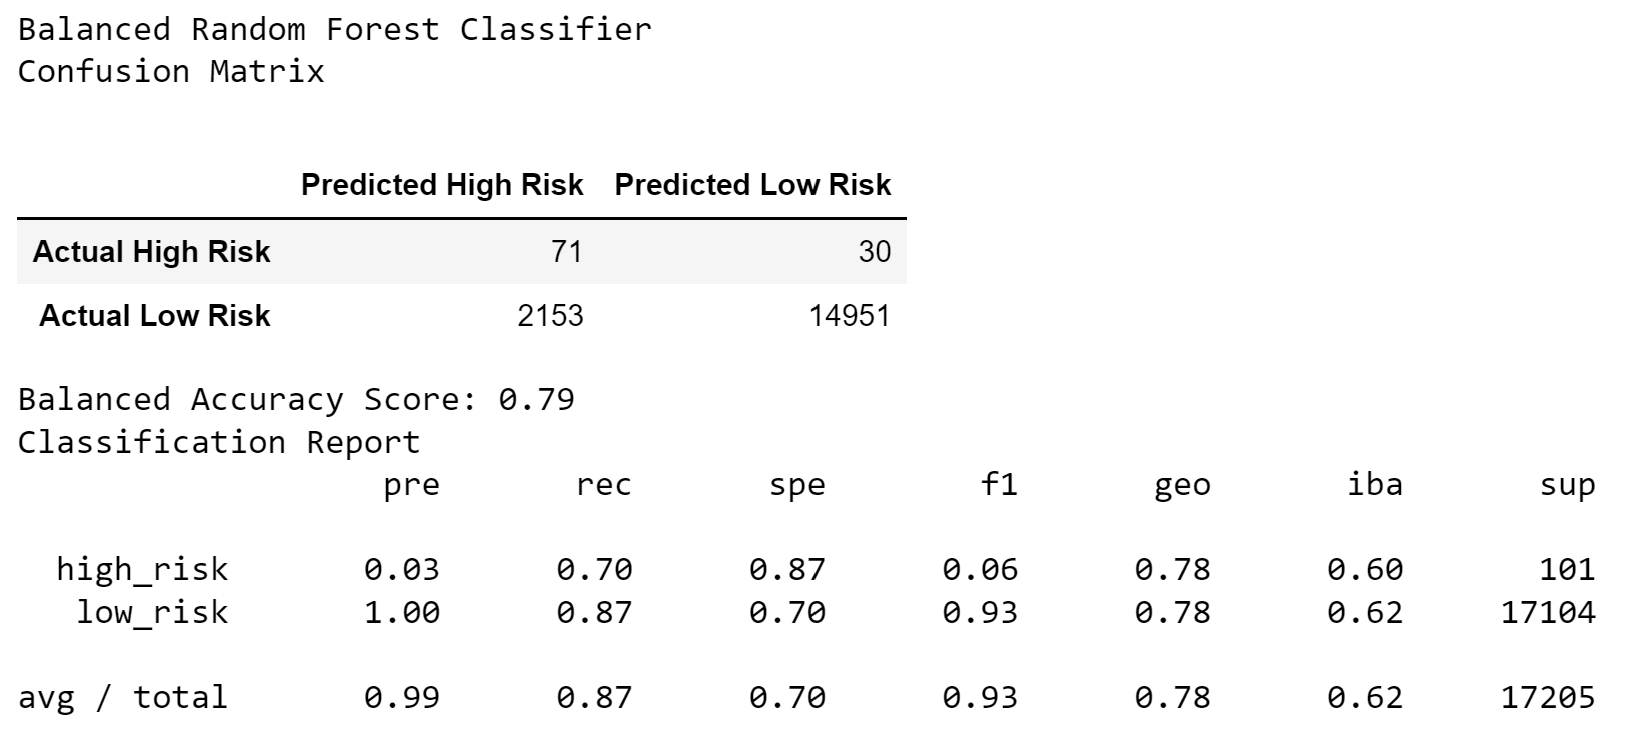 Balanced Random Forest Classifier
Confusion Matrix
Predicted High Risk Predicted Low Risk
Actual High Risk 71 30
Actual Low Risk 2153 14951
Balanced Accuracy Score: 0.79
Classification Report
pre rec spe f1 geo iba sup
high_risk 0.03 0.70 0.87 0.06 0.78 0.60 101
low_risk 1.00 0.87 0.70 0.93 0.78 0.62 17104
avg / total 0.99 0.87 0.70 0.93 0.78 0.62 17205